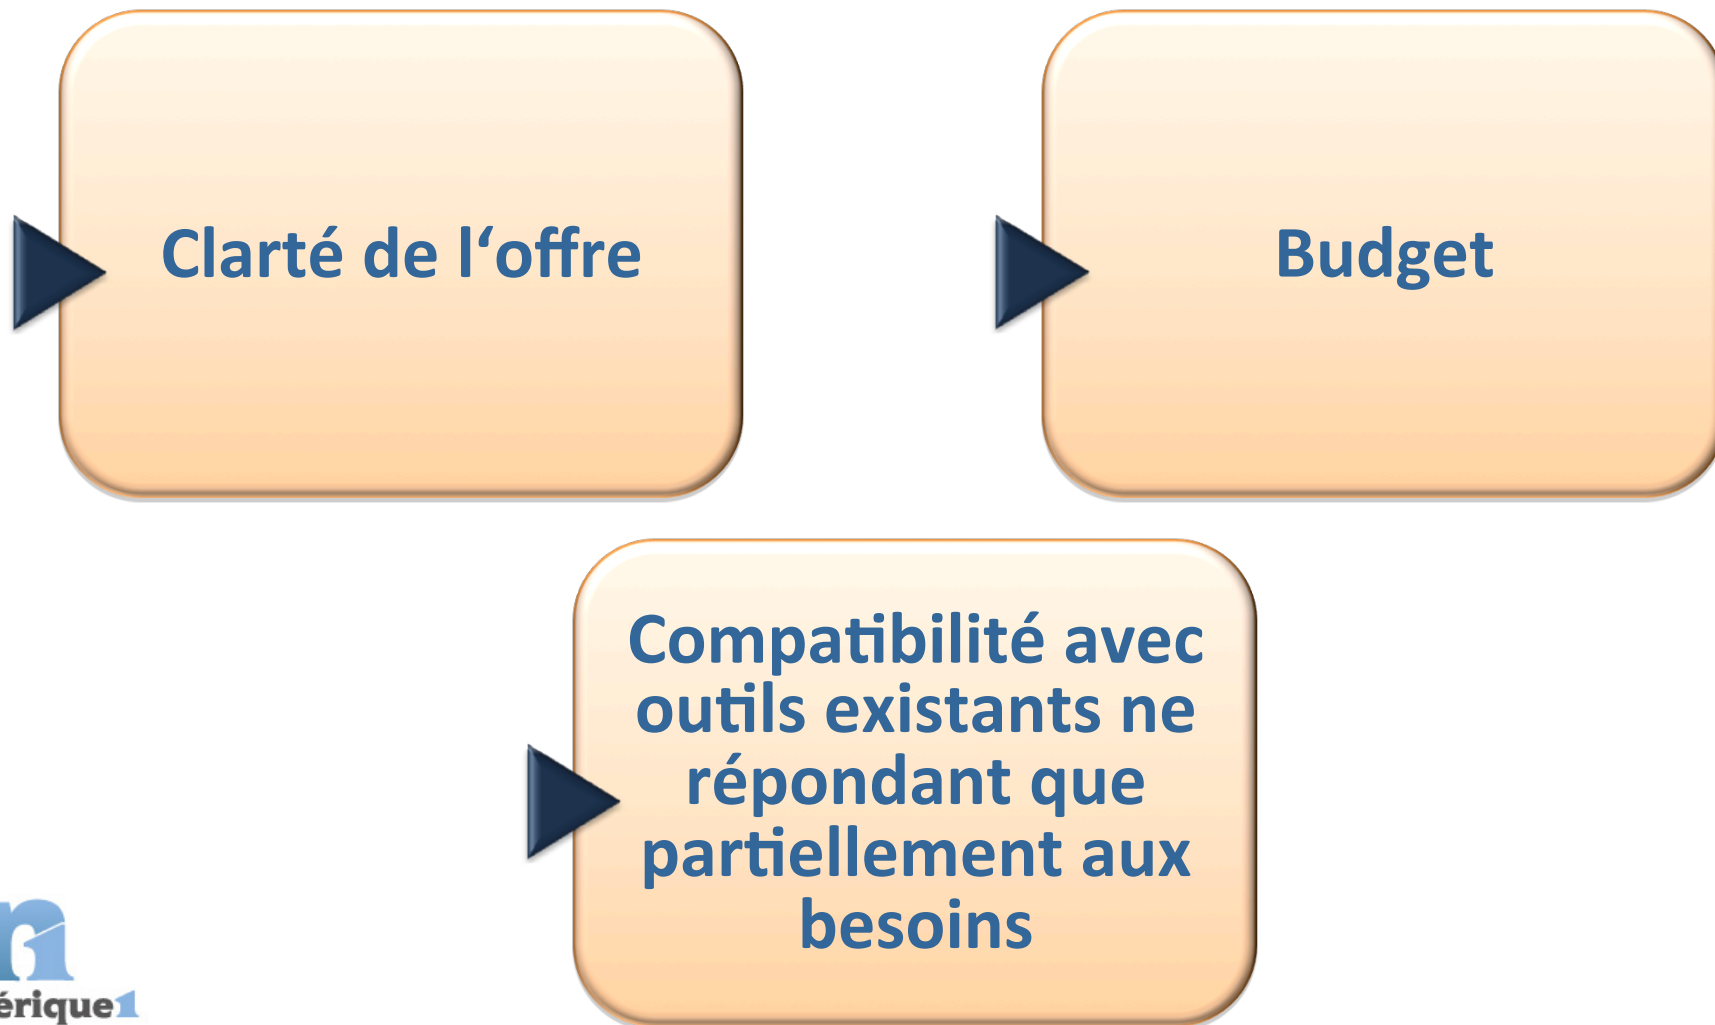 Clarté de l‘offre
Budget
Compatibilité avec
outils existants ne
répondant que
partiellement aux
besoins
érique1